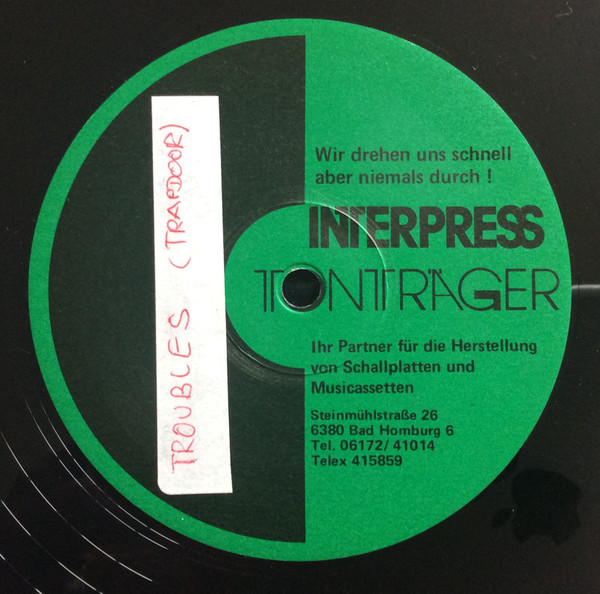 TROUBLES (TRAPDOOR)
Wir drehen uns schnell
aber niemals durch !
INTERPRESS
TONTRÄGER
Ihr Partner für die Herstellung
von Schallplatten und
Musicassetten
Steinmühlstraße 26
6380 Bad Homburg 6
Tel. 06172/41014
Telex 415859